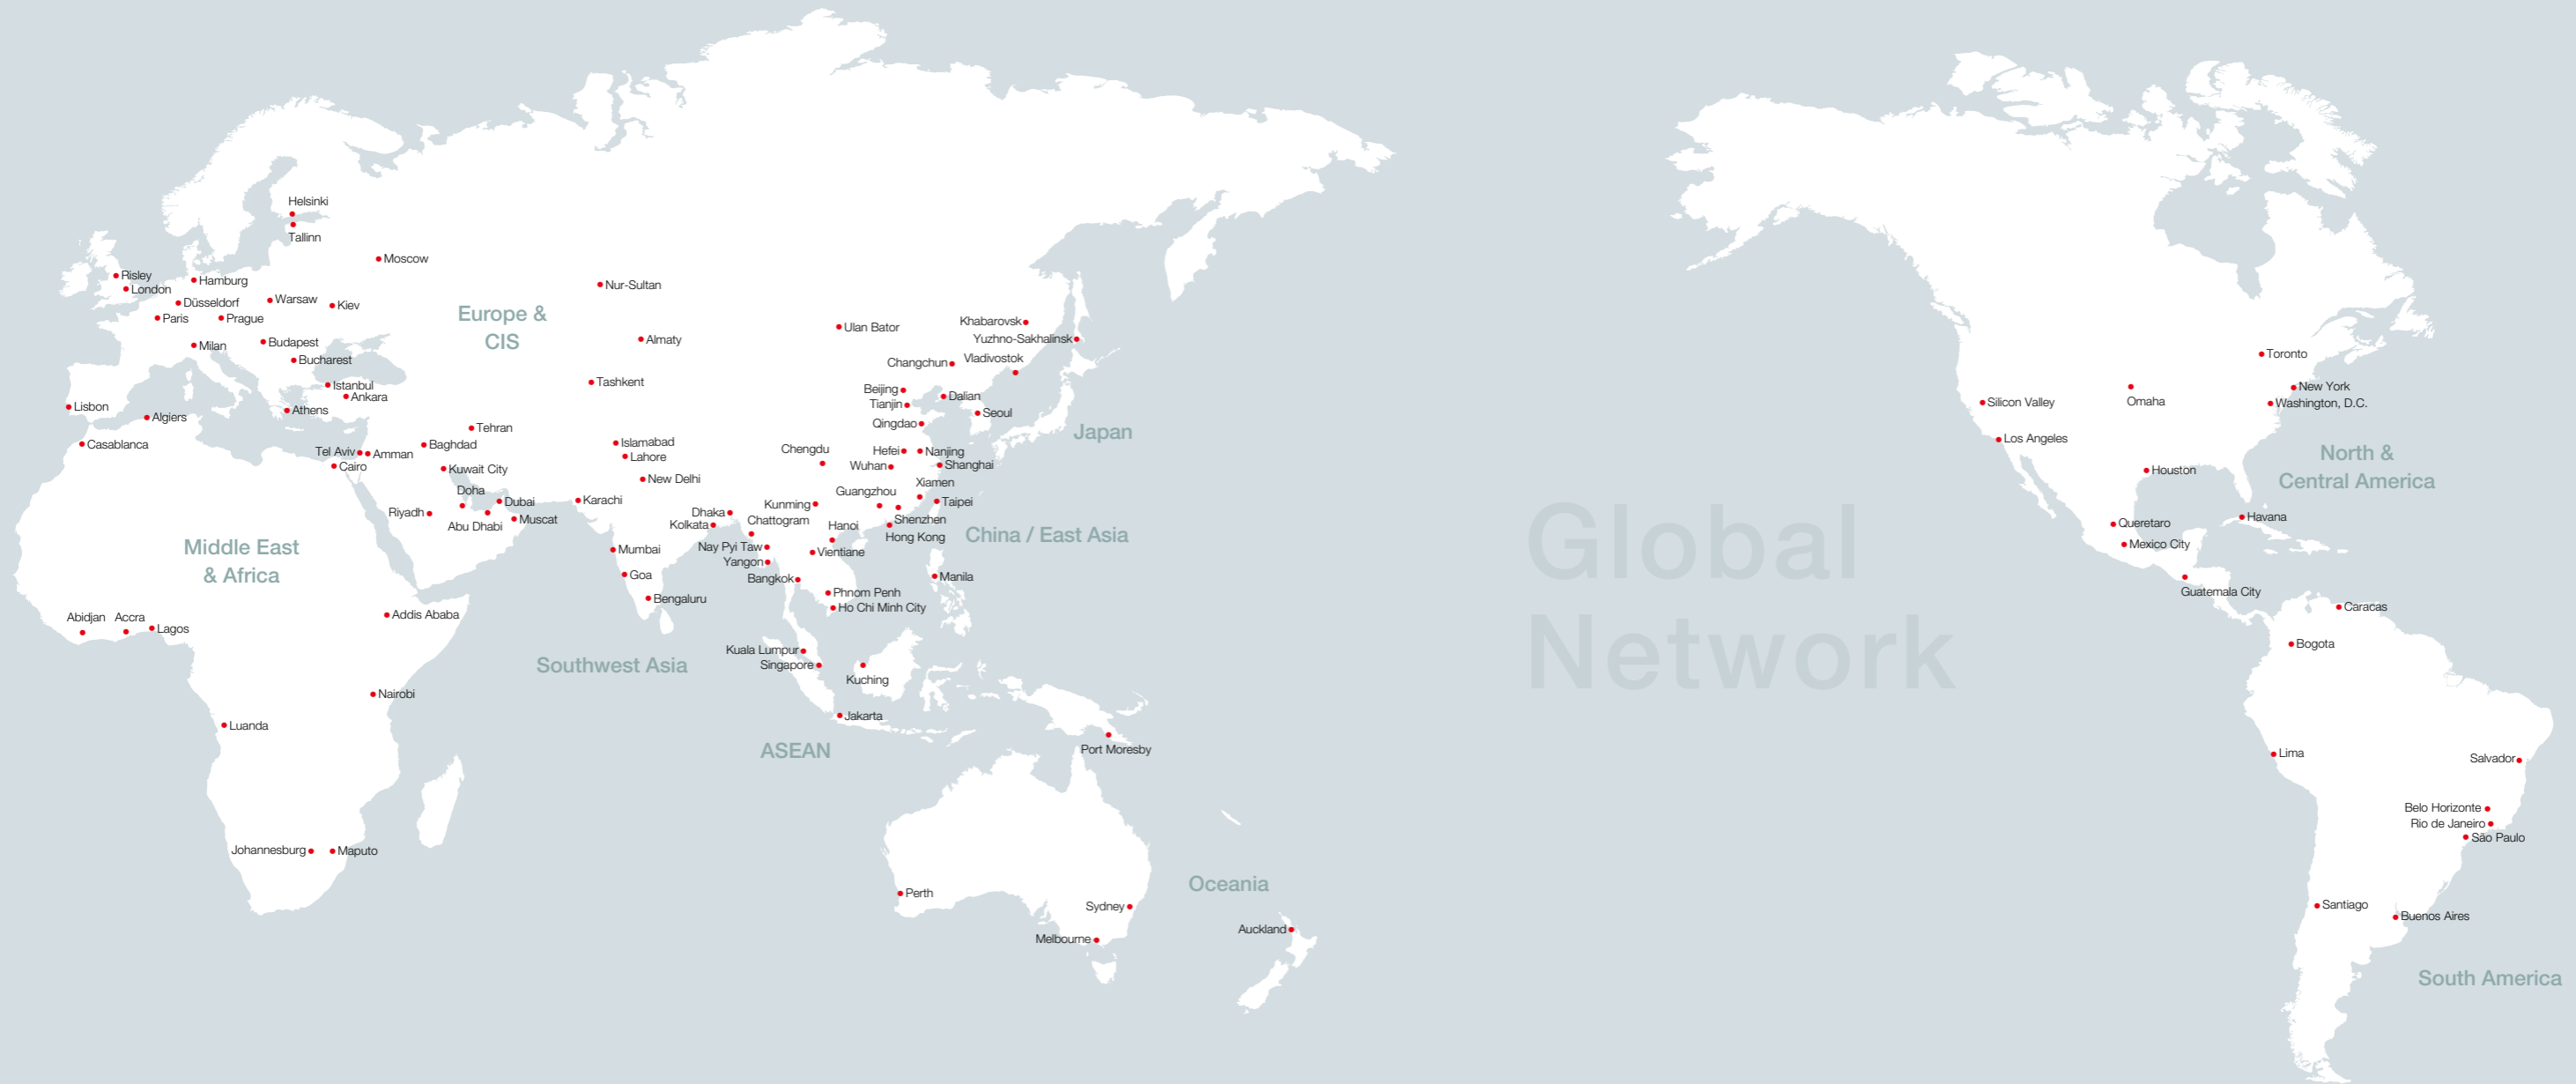 Global
Network
Europe &
CIS
Helsinki
Tallinn
Moscow
Risley
London
Hamburg
Düsseldorf
Warsaw
Kiev
Paris
Prague
Milan
Budapest
Bucharest
Istanbul
Ankara
Athens
Lisbon
Nur-Sultan
Almaty
Tashkent
Khabarovsk
Yuzhno-Sakhalinsk
Vladivostok
Middle East
& Africa
Algiers
Casablanca
Tehran
Baghdad
Tel Aviv
Amman
Cairo
Kuwait City
Doha
Dubai
Riyadh
Abu Dhabi
Muscat
Abidjan
Accra
Lagos
Addis Ababa
Nairobi
Luanda
Johannesburg
Maputo
Southwest Asia
Islamabad
Lahore
New Delhi
Karachi
Dhaka
Kolkata
Chattogram
Mumbai
Goa
Bengaluru
China / East Asia
Ulan Bator
Changchun
Beijing
Tianjin
Dalian
Seoul
Qingdao
Chengdu
Hefei
Nanjing
Wuhan
Shanghai
Xiamen
Guangzhou
Kunming
Taipei
Shenzhen
Hong Kong
Japan
ASEAN
Hanoi
Nay Pyi Taw
Vientiane
Yangon
Bangkok
Manila
Phnom Penh
Ho Chi Minh City
Kuala Lumpur
Singapore
Kuching
Jakarta
Oceania
Port Moresby
Perth
Sydney
Melbourne
Auckland
North &
Central America
Toronto
New York
Washington, D.C.
Omaha
Silicon Valley
Los Angeles
Houston
Havana
Queretaro
Mexico City
Guatemala City
South America
Caracas
Bogota
Lima
Salvador
Belo Horizonte
Rio de Janeiro
São Paulo
Santiago
Buenos Aires